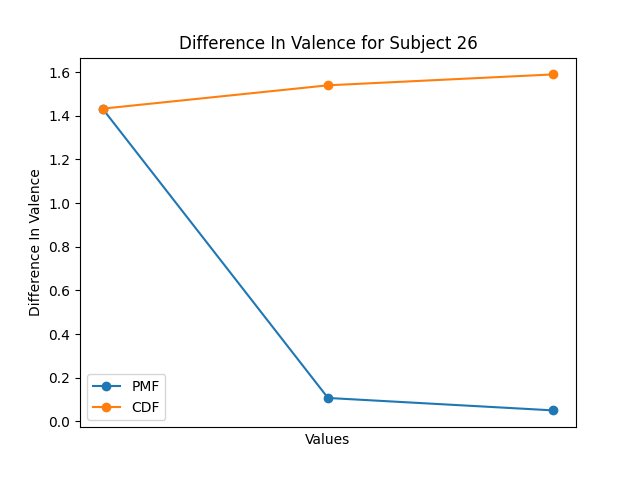 Difference In Valence for Subject 26
Difference In Valence
1.6
1.4
1.2
1.0
0.8
0.6
0.4
0.2
0.0
PMF
CDF
Values